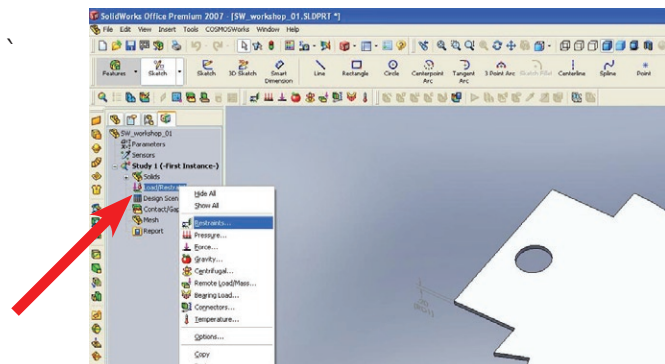 SolidWorks Office Premium 2007 - [SW_workshop_01.SLDPRT *]
File Edit View Insert Tools COSMOSWorks Window Help
Features Sketch Sketch 3D Sketch Smart Dimension Line Rectangle Circle Centerpoint Arc Tangent Arc 3 Point Arc Sketch Fillet Centerline Spline Point
SW_workshop_01
Parameters
Sensors
Study 1 (-First Instance-)
Solids
Load/Restra
Design Scen
Contact/Gap
Mesh
Report
Hide All
Show All
Restraints...
Pressure...
Force...
Gravity...
Centrifugal...
Remote Load/Mass...
Bearing Load...
Connectors...
Temperature...
Options...
Copy